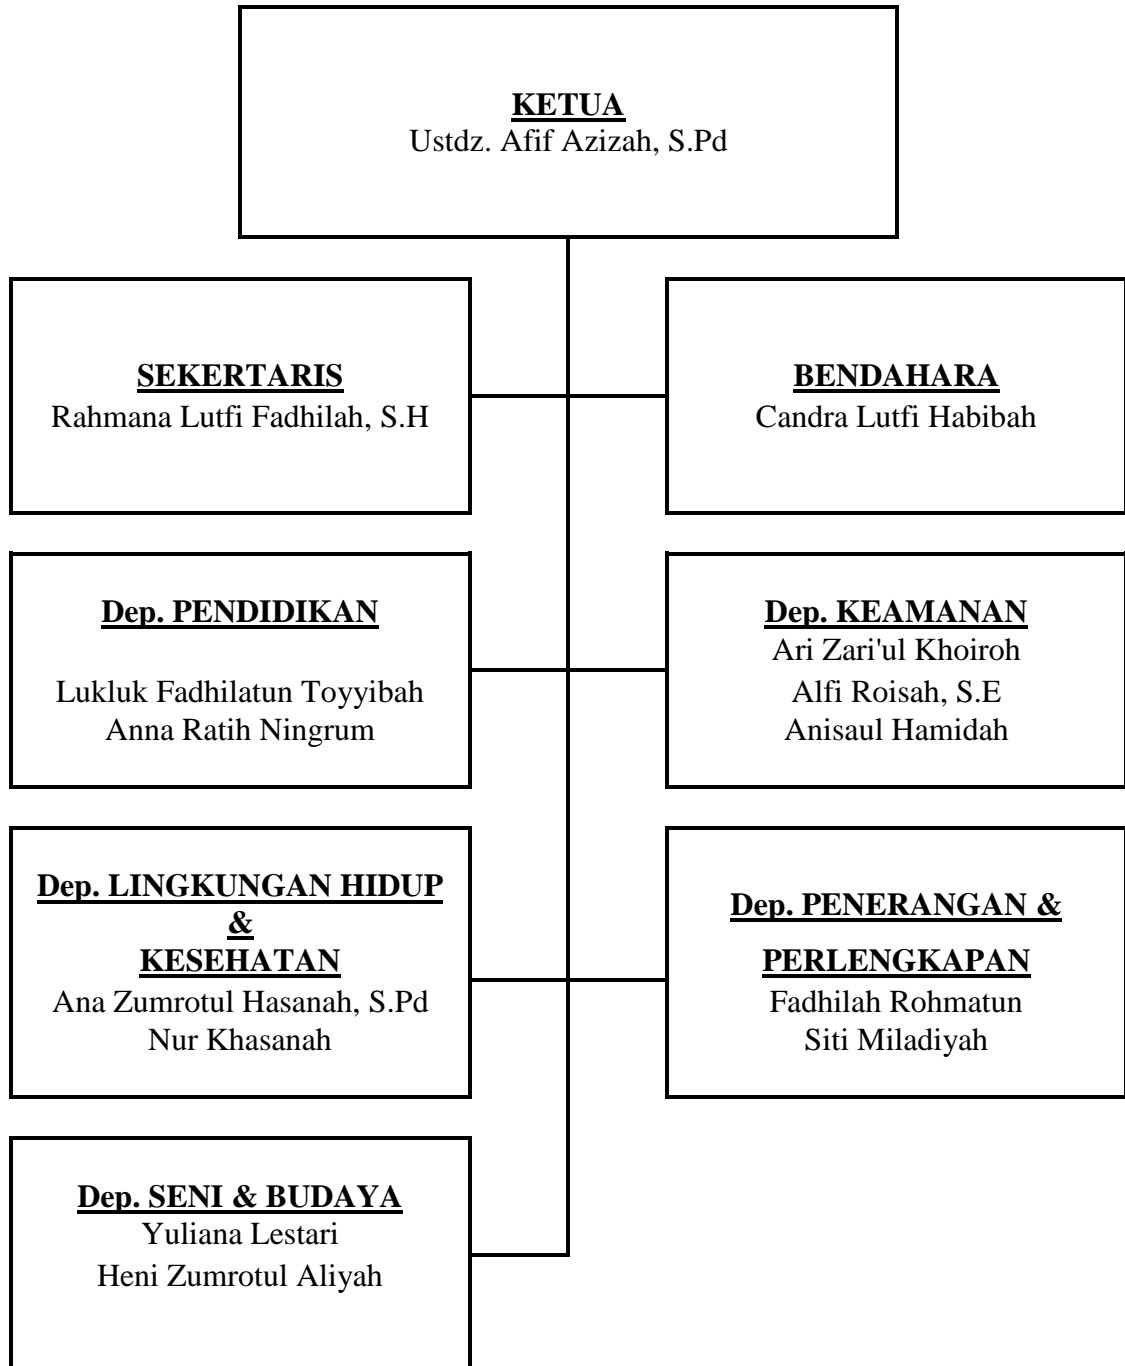 KETUA
Ustdz. Afif Azizah, S.Pd
SEKERTARIS
Rahmana Lutfi Fadhilah, S.H
BENDAHARA
Candra Lutfi Habibah
Dep. PENDIDIKAN
Lukluk Fadhilatun Toyyibah
Anna Ratih Ningrum
Dep. KEAMANAN
Ari Zari'ul Khoiroh
Alfi Roisah, S.E
Anisaul Hamidah
Dep. LINGKUNGAN HIDUP
&
KESEHATAN
Ana Zumrotul Hasanah, S.Pd
Nur Khasanah
Dep. PENERANGAN &
PERLENGKAPAN
Fadhilah Rohmatun
Siti Miladiyah
Dep. SENI & BUDAYA
Yuliana Lestari
Heni Zumrotul Aliyah